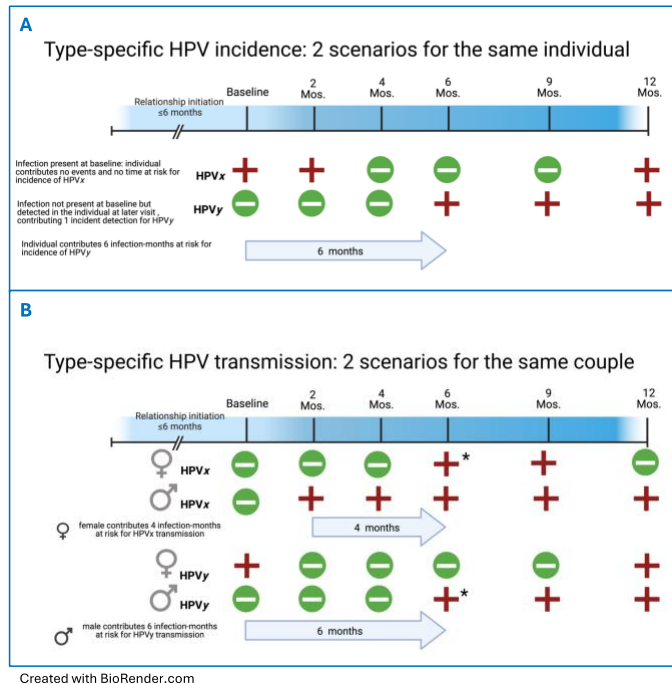 A
Type-specific HPV incidence: 2 scenarios for the same individual
Baseline
2 Mos.
4 Mos.
6 Mos.
9 Mos.
12 Mos.
Relationship initiation
≤6 months
Infection present at baseline: individual
contributes no events and no time at risk for
incidence of HPVx
HPVx
Infection not present at baseline but
detected in the individual at later visit,
contributing 1 incident detection for HPVy
HPVy
Individual contributes 6 infection-months at risk for
incidence of HPVy
6 months
B
Type-specific HPV transmission: 2 scenarios for the same couple
Baseline
2 Mos.
4 Mos.
6 Mos.
9 Mos.
12 Mos.
Relationship initiation
≤6 months
♀ HPVx
*
♂ HPVx
♀ female contributes 4 infection-months
at risk for HPVx transmission
4 months
♀ HPVy
♂ HPVy
*
♂ male contributes 6 infection-months
at risk for HPVy transmission
6 months
Created with BioRender.com